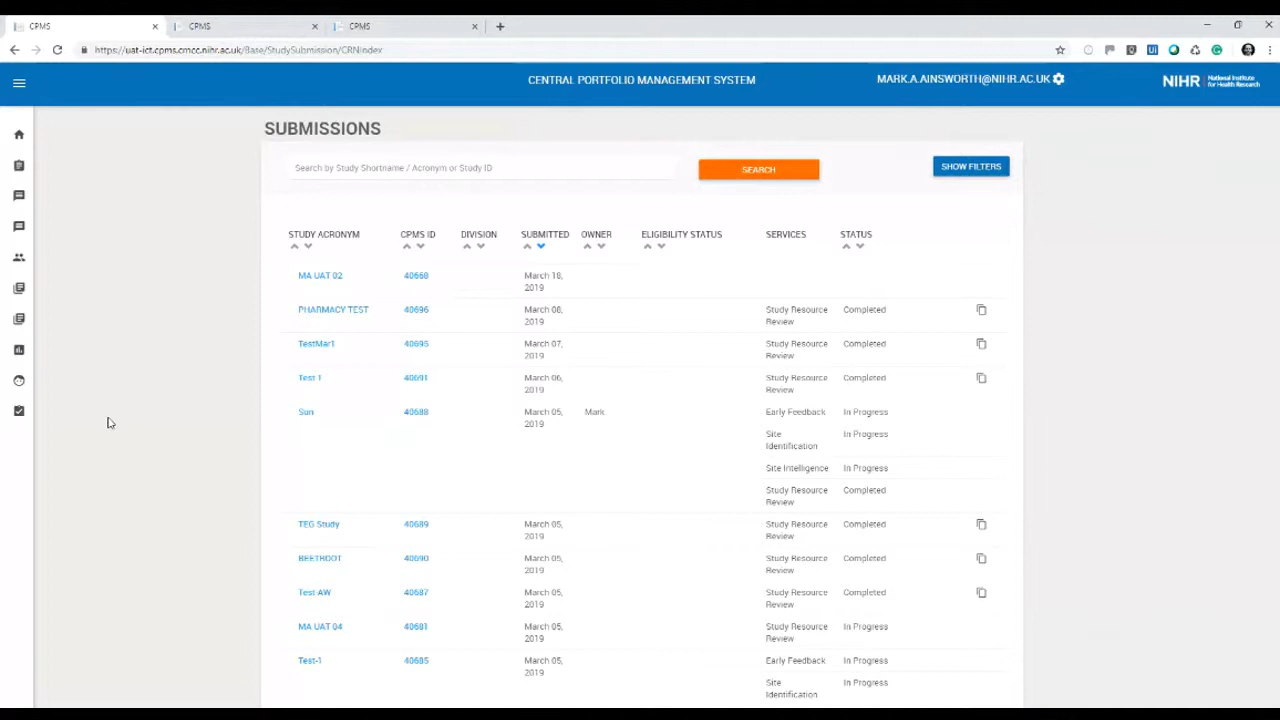 CPMS
CPMS
CPMS
https://uat-ict.cpms.cmcc.nihr.ac.uk/Base/StudySubmission/CRNIndex
CENTRAL PORTFOLIO MANAGEMENT SYSTEM
MARK.A.AINSWORTH@NIHR.AC.UK
NIHR | National Institute
for Health Research
SUBMISSIONS
Search by Study Shortname / Acronym or Study ID
SEARCH
SHOW FILTERS
STUDY ACRONYM CPMS ID DIVISION SUBMITTED OWNER ELIGIBILITY STATUS SERVICES STATUS
MA UAT 02 40668 March 18,
2019
PHARMACY TEST 40696 March 08, Study Resource Completed
2019 Review
TestMar1 40695 March 07, Study Resource Completed
2019 Review
Test 1 40691 March 06, Study Resource Completed
2019 Review
Sun 40688 March 05, Mark Early Feedback In Progress
2019
Site In Progress
Identification
Site Intelligence In Progress
Study Resource Completed
Review
TEG Study 40689 March 05, Study Resource Completed
2019 Review
BEETROOT 40690 March 05, Study Resource Completed
2019 Review
Test-AW 40687 March 05, Study Resource Completed
2019 Review
MA UAT 04 40681 March 05, Study Resource In Progress
2019 Review
Test-1 40685 March 05, Early Feedback In Progress
2019
Site In Progress
Identification